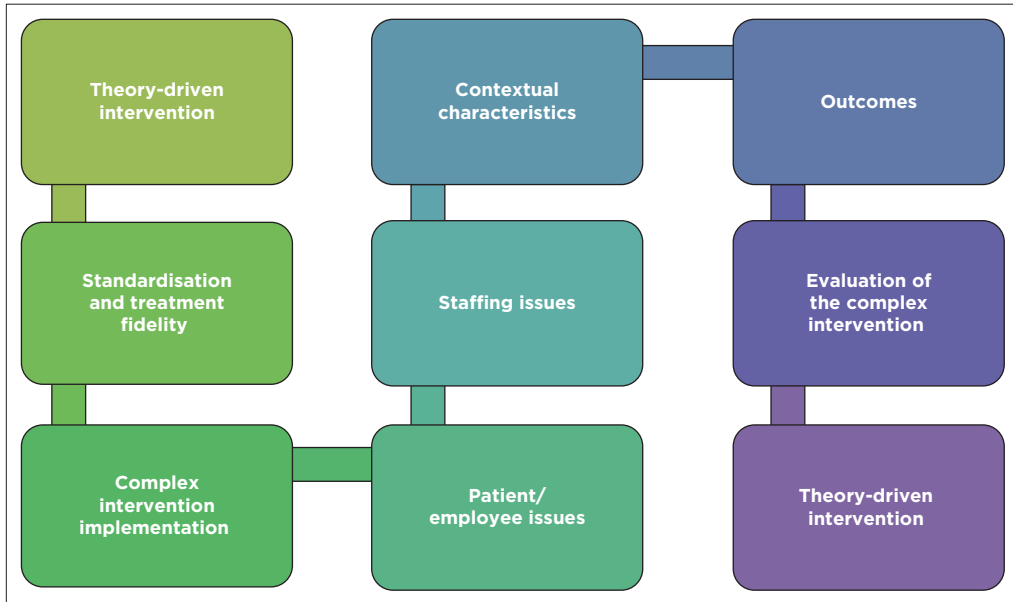 Theory-driven
intervention
Standardisation
and treatment
fidelity
Complex
intervention
implementation
Patient/
employee issues
Staffing issues
Contextual
characteristics
Outcomes
Evaluation of
the complex
intervention
Theory-driven
intervention